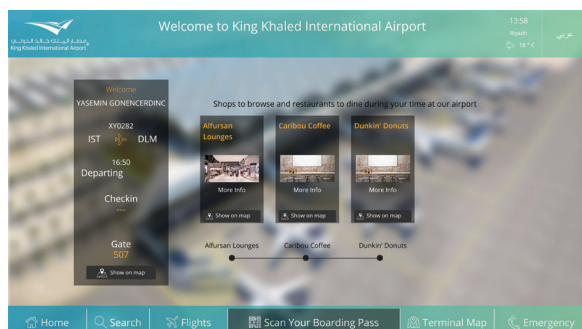 Welcome to King Khaled International Airport
King Khaled International Airport
13:58
Riyadh
عربي
Welcome
YASEMIN GONENCERDINC
XY0282
IST DLM
16:50
Departing
Checkin
---
Gate
507
Show on map
Shops to browse and restaurants to dine during your time at our airport
Alfursan
Lounges
More Info
Show on map
Caribou Coffee
More Info
Show on map
Dunkin' Donuts
More Info
Show on map
Alfursan Lounges Caribou Coffee Dunkin' Donuts
Home Search Flights Scan Your Boarding Pass Terminal Map Emergency